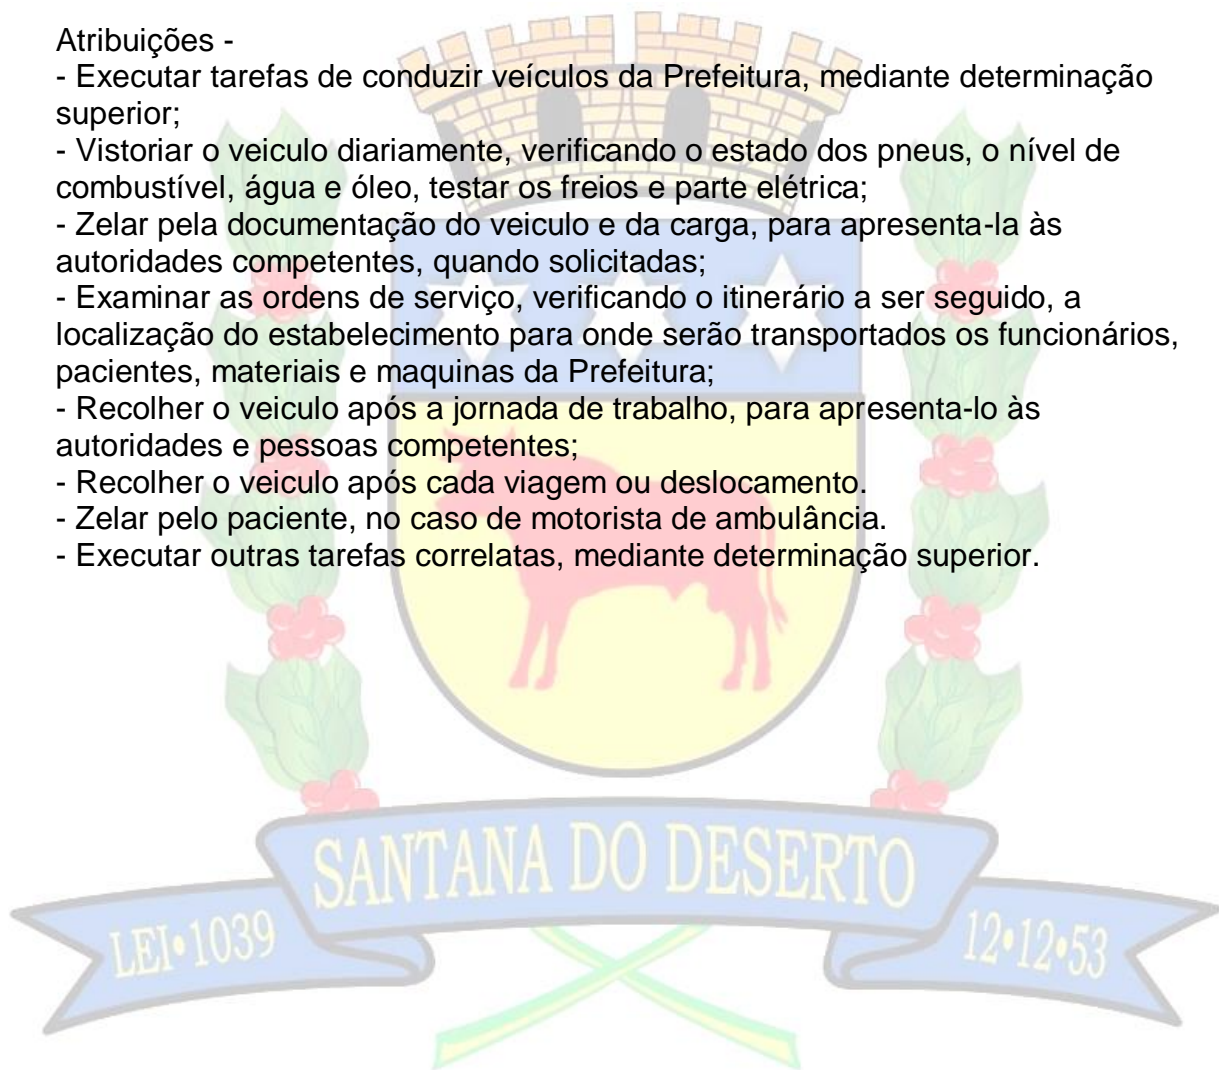 Atribuições -
- Executar tarefas de conduzir veículos da Prefeitura, mediante determinação
superior;
- Vistoriar o veiculo diariamente, verificando o estado dos pneus, o nível de
combustível, água e óleo, testar os freios e parte elétrica;
- Zelar pela documentação do veiculo e da carga, para apresenta-la às
autoridades competentes, quando solicitadas;
- Examinar as ordens de serviço, verificando o itinerário a ser seguido, a
localização do estabelecimento para onde serão transportados os funcionários,
pacientes, materiais e maquinas da Prefeitura;
- Recolher o veiculo após a jornada de trabalho, para apresenta-lo às
autoridades e pessoas competentes;
- Recolher o veiculo após cada viagem ou deslocamento.
- Zelar pelo paciente, no caso de motorista de ambulância.
- Executar outras tarefas correlatas, mediante determinação superior.
SANTANA DO DESERTO
LEI•1039
12•12•53